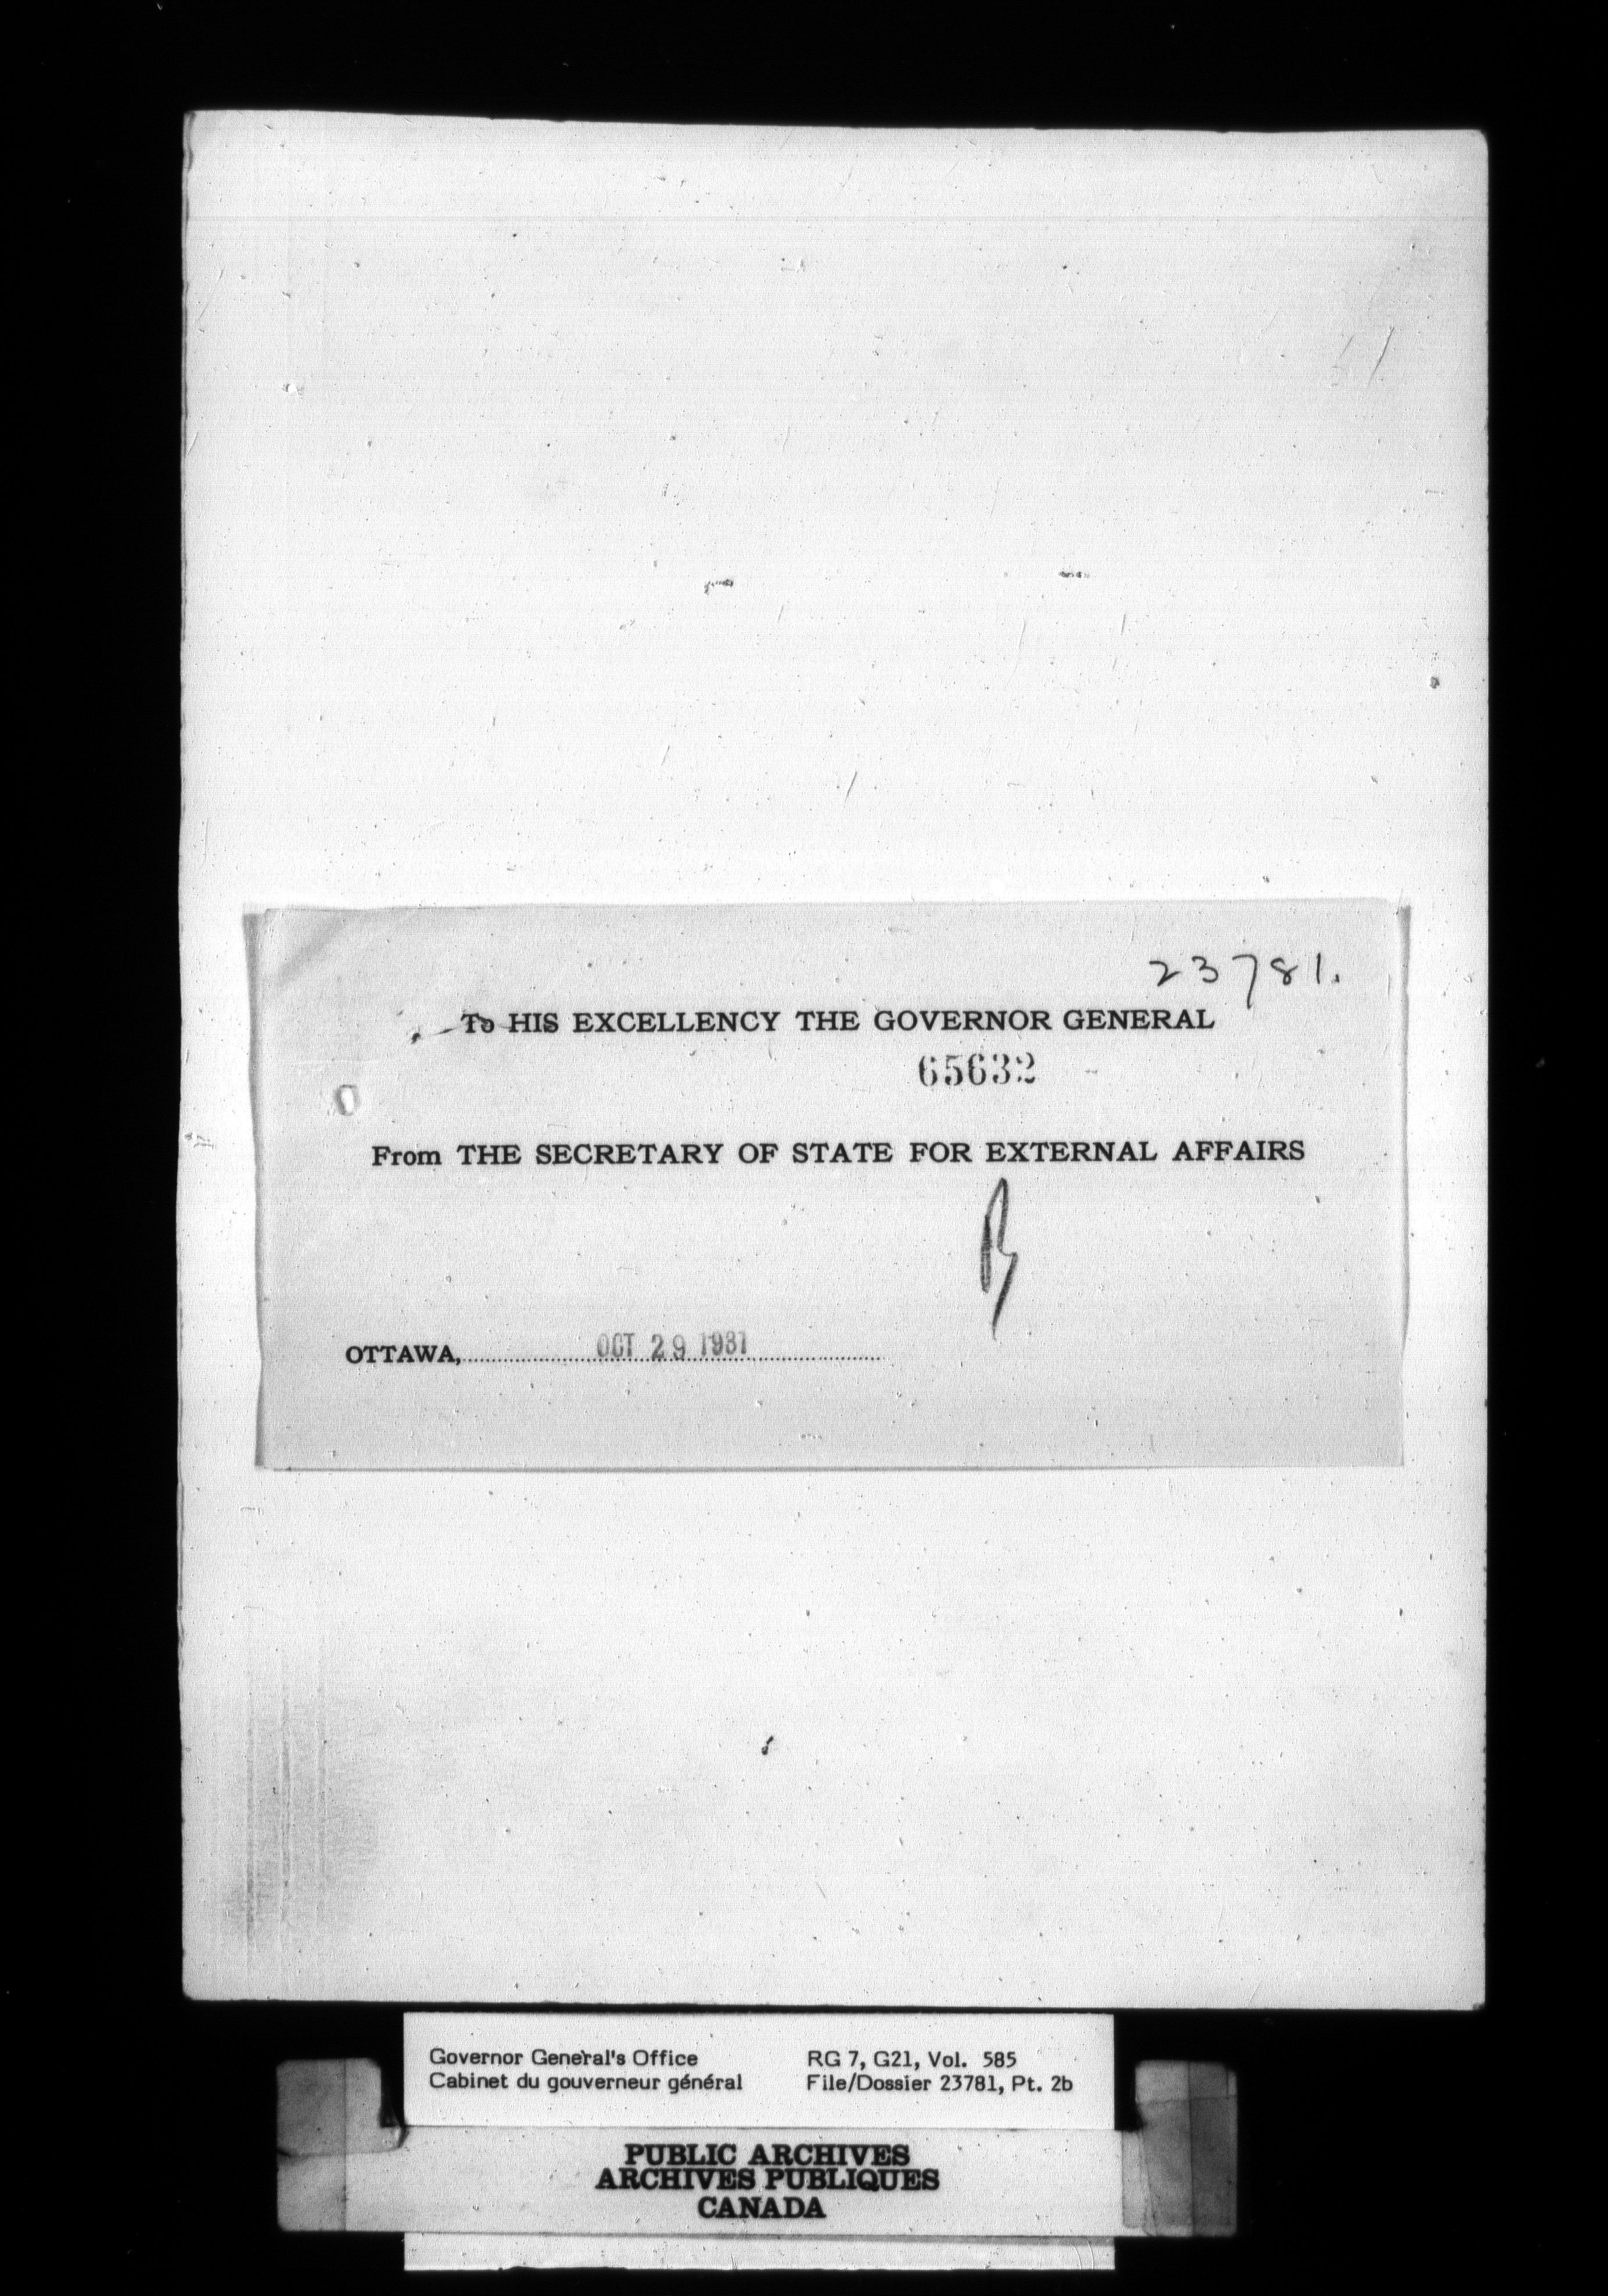 23781.
To HIS EXCELLENCY THE GOVERNOR GENERAL
65632
From THE SECRETARY OF STATE FOR EXTERNAL AFFAIRS
OTTAWA, OCT 29 1931
Governor General's Office
Cabinet du gouverneur général
RG 7, G21, Vol. 585
File/Dossier 23781, Pt. 2b
PUBLIC ARCHIVES
ARCHIVES PUBLIQUES
CANADA